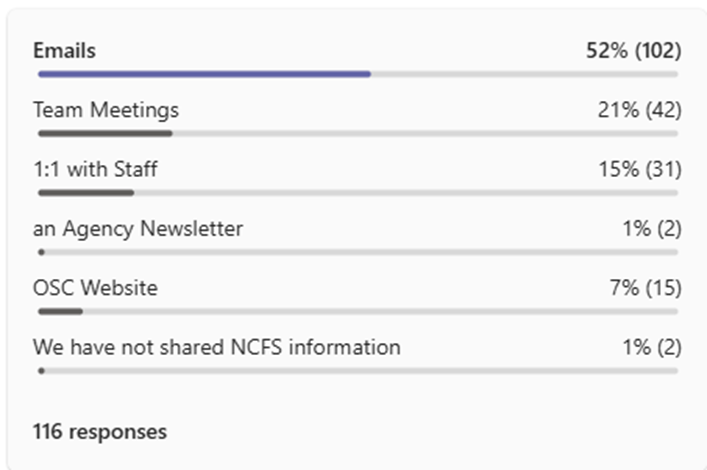 Emails 52% (102)
Team Meetings 21% (42)
1:1 with Staff 15% (31)
an Agency Newsletter 1% (2)
OSC Website 7% (15)
We have not shared NCFS information 1% (2)
116 responses